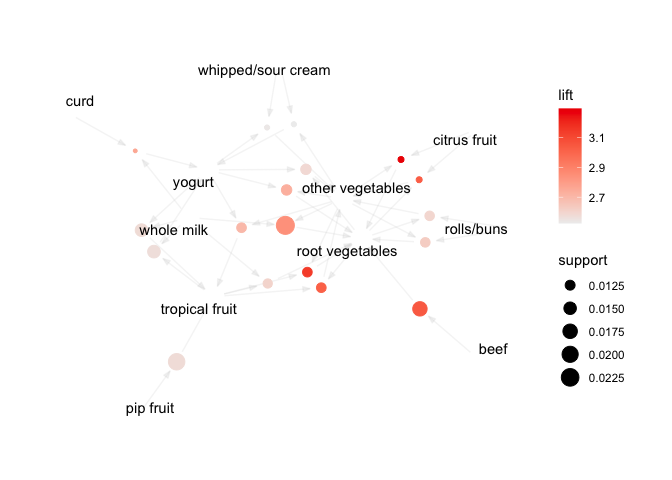 whipped/sour cream
curd
citrus fruit
yogurt
other vegetables
whole milk
rolls/buns
root vegetables
tropical fruit
beef
pip fruit
lift
3.1
2.9
2.7
support
0.0125
0.0150
0.0175
0.0200
0.0225